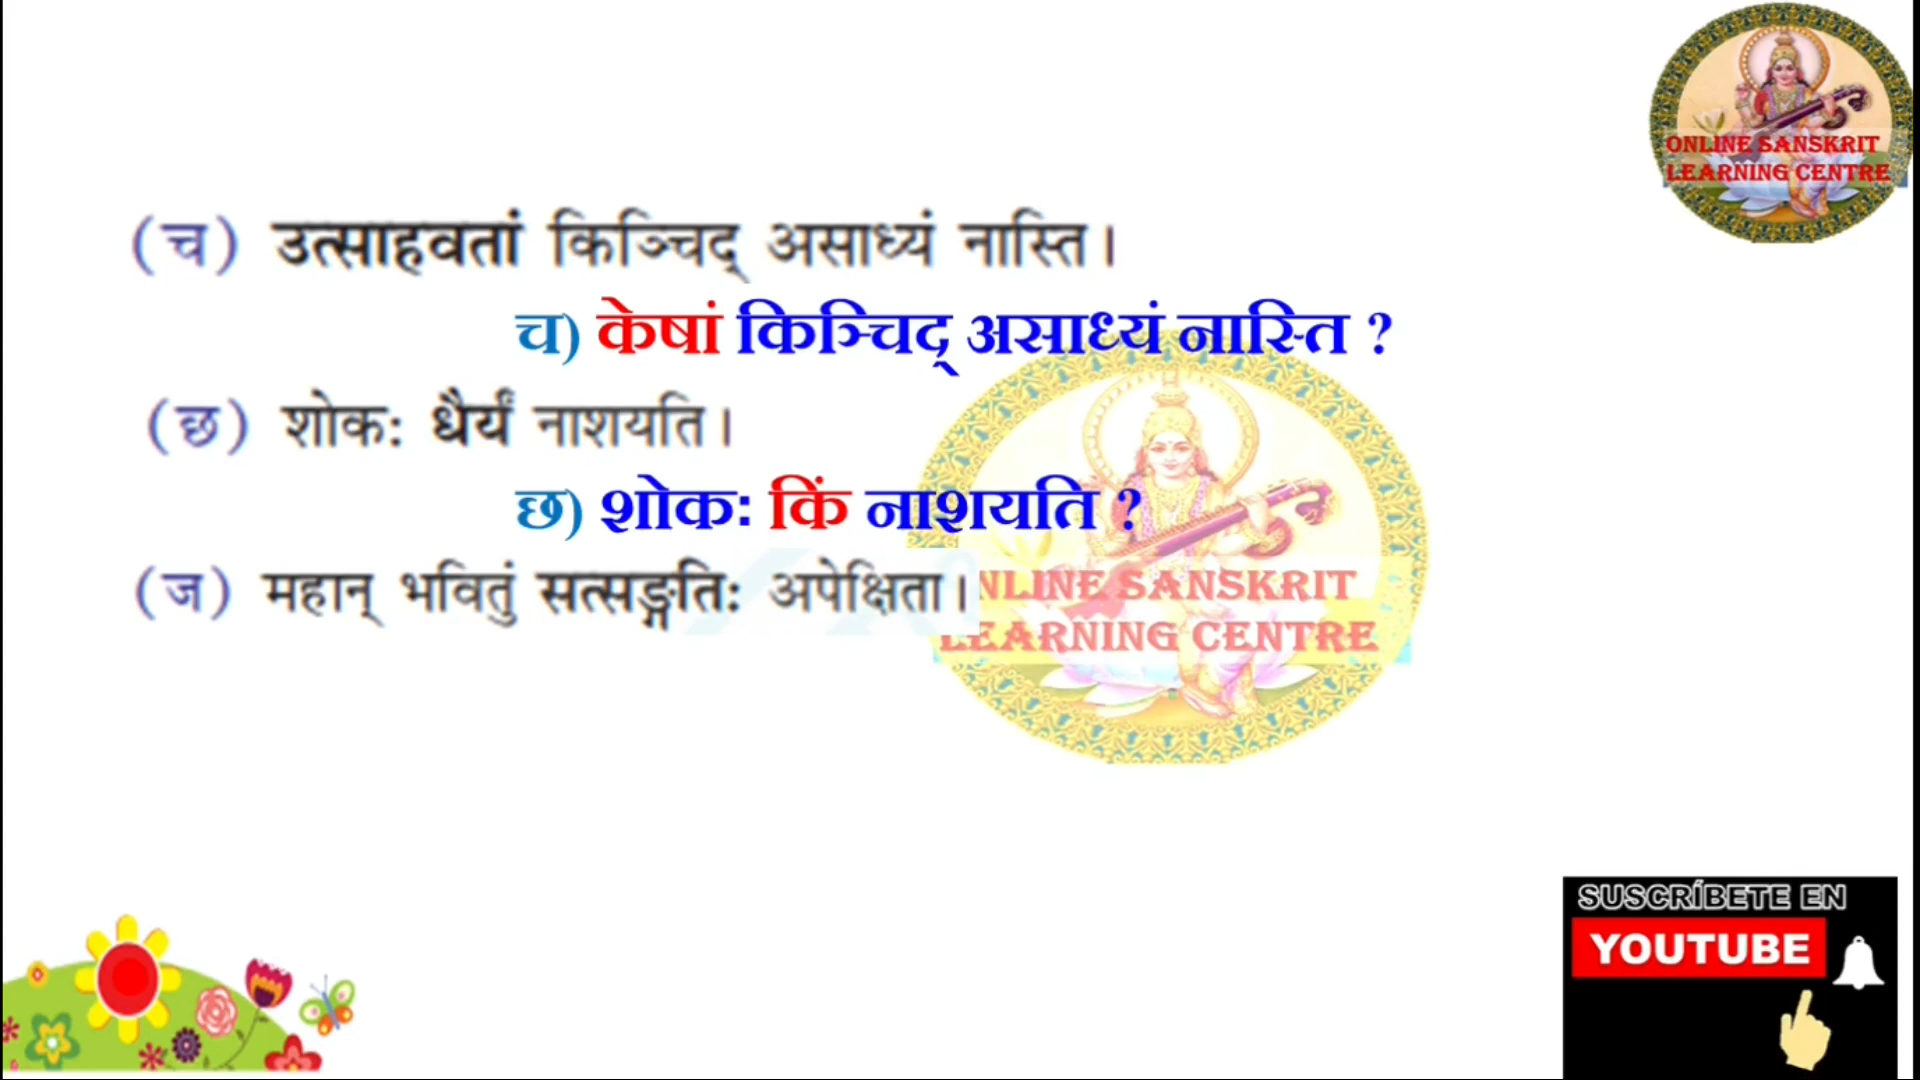 ONLINE SANSKRIT
LEARNING CENTRE
(च) उत्साहवतां किञ्चिद् असाध्यं नास्ति।
च) केषां किञ्चिद् असाध्यं नास्ति ?
(छ) शोकः धैर्यं नाशयति।
छ) शोकः किं नाशयति ?
(ज) महान् भवितुं सत्सङ्गतिः अपेक्षिता।
NLINE SANSKRIT
LEARNING CENTRE
SUSCRÍBETE EN
YOUTUBE